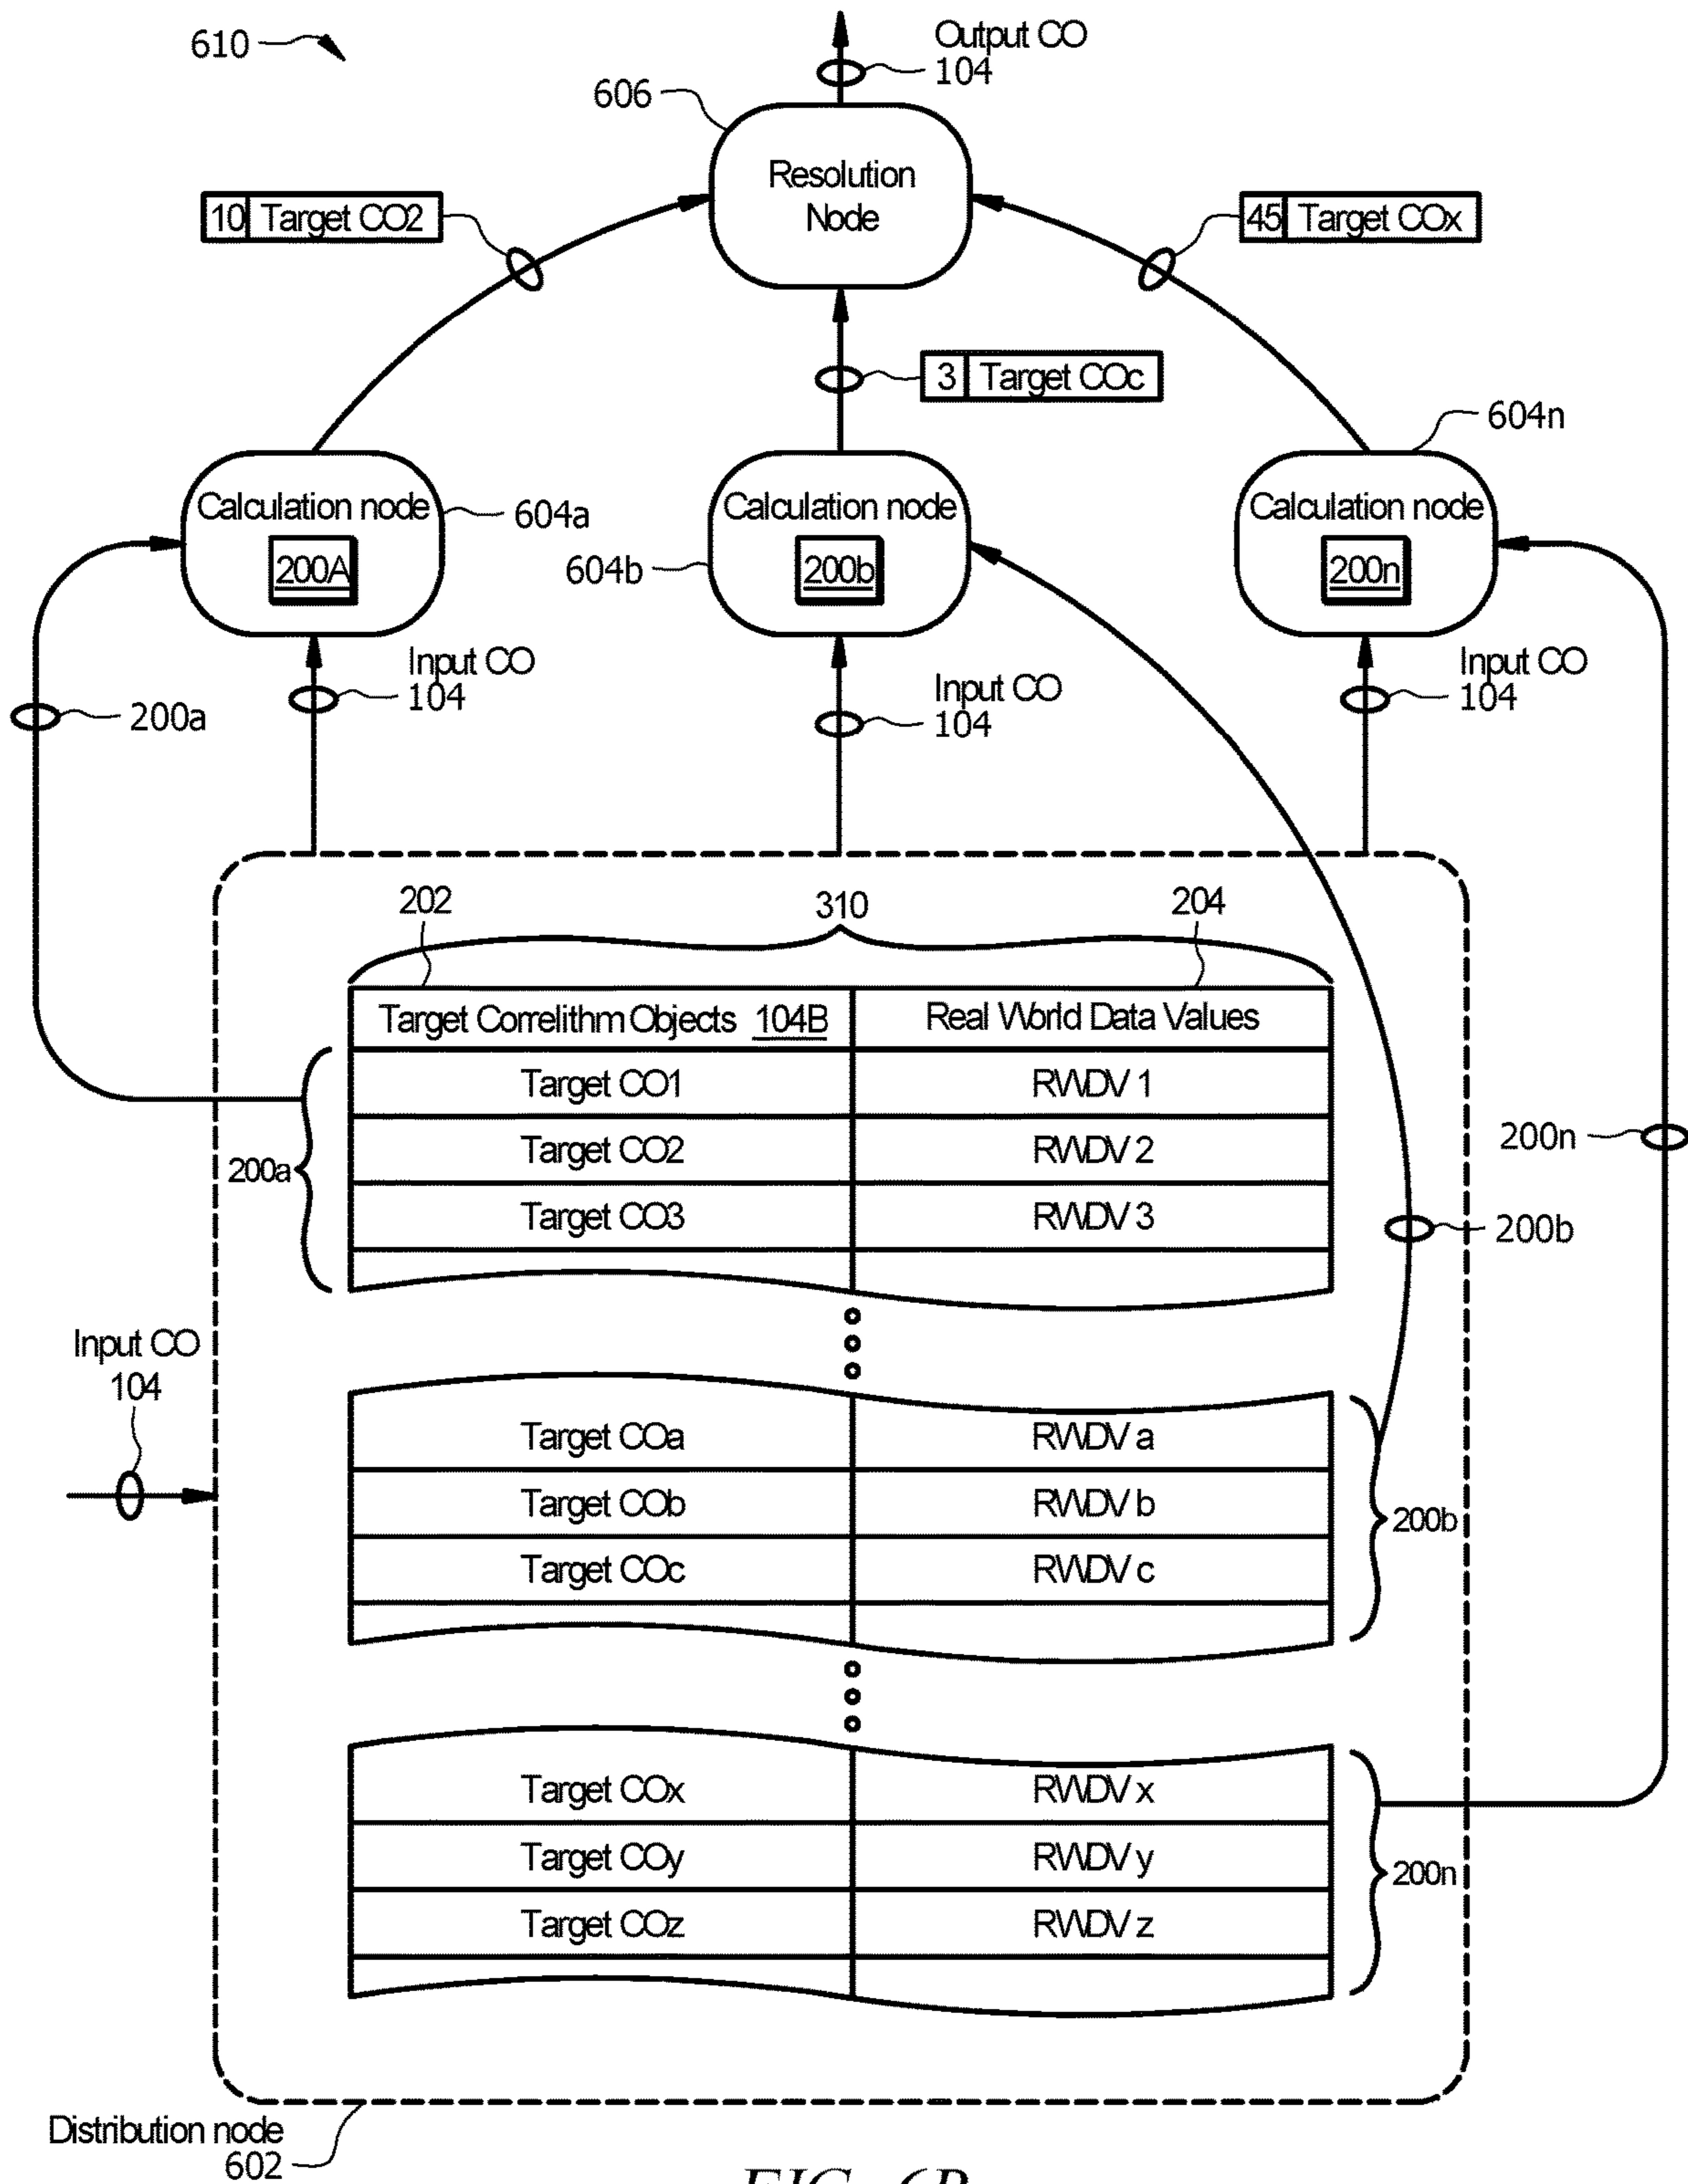 610
Output CO
104
606
Resolution
Node
10 Target CO2
45 Target COx
3 Target COc
604n
Calculation node
200A
604a
Calculation node
200b
604b
Calculation node
200n
Input CO
104
Input CO
104
Input CO
104
200a
202
310
204
Target Correlithm Objects 104B Real World Data Values
Target CO1 RWDV 1
Target CO2 RWDV 2
Target CO3 RWDV 3
200a
200n
200b
Input CO
104
Target COa RWDV a
Target COb RWDV b
Target COc RWDV c
200b
Target COx RWDV x
Target COy RWDV y
Target COz RWDV z
200n
Distribution node
602
FIG. 6B